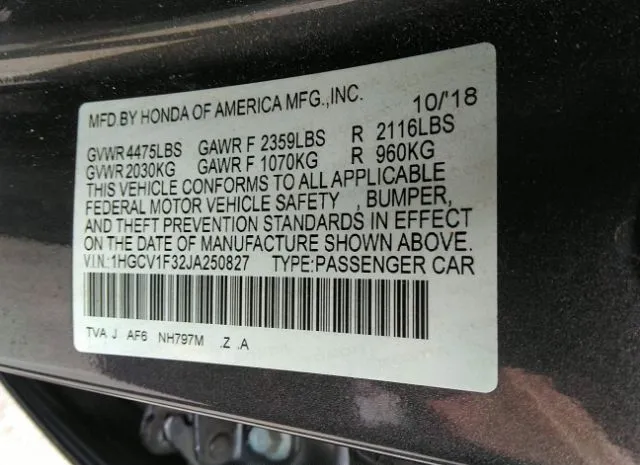 MFD.BY HONDA OF AMERICA MFG.,INC. 10/'18
GVWR 4475LBS GAWR F 2359LBS R 2116LBS
GVWR 2030KG GAWR F 1070KG R 960KG
THIS VEHICLE CONFORMS TO ALL APPLICABLE
FEDERAL MOTOR VEHICLE SAFETY , BUMPER,
AND THEFT PREVENTION STANDARDS IN EFFECT
ON THE DATE OF MANUFACTURE SHOWN ABOVE.
V.I.N.:1HGCV1F32JA250827 TYPE:PASSENGER CAR
TVA J AF6 NH797M .Z .A